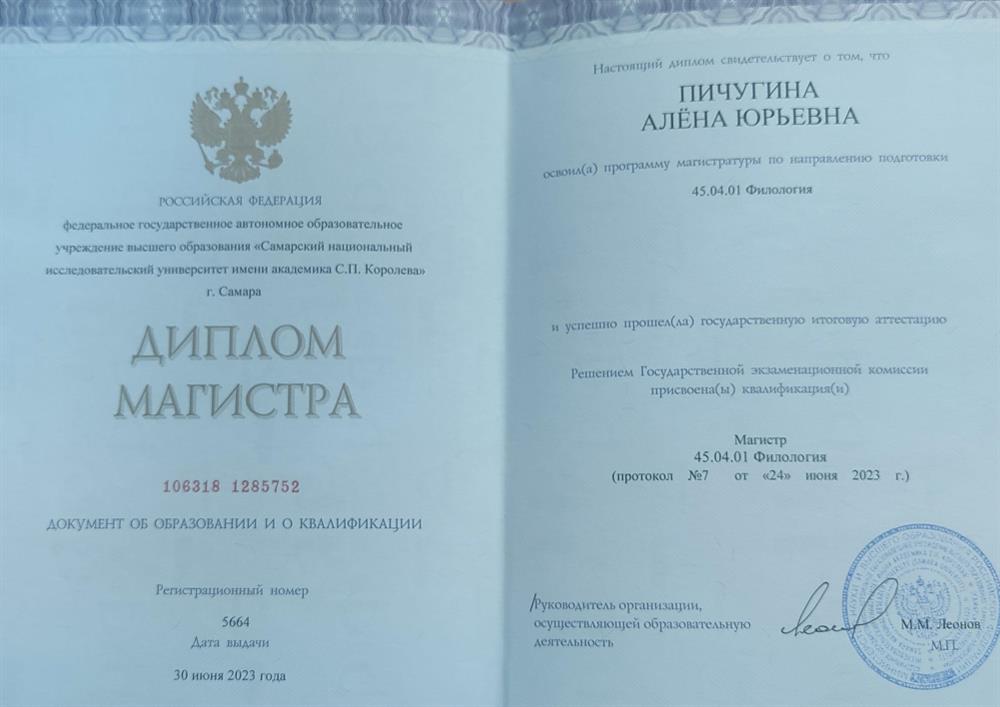 РОССИЙСКАЯ ФЕДЕРАЦИЯ
федеральное государственное автономное образовательное
учреждение высшего образования «Самарский национальный
исследовательский университет имени академика С.П. Королева»
г. Самара
ДИПЛОМ
МАГИСТРА
106318 1285752
ДОКУМЕНТ ОБ ОБРАЗОВАНИИ И О КВАЛИФИКАЦИИ
Регистрационный номер
5664
Дата выдачи
30 июня 2023 года
Настоящий диплом свидетельствует о том, что
ПИЧУГИНА
АЛЁНА ЮРЬЕВНА
освоил(а) программу магистратуры по направлению подготовки
45.04.01 Филология
и успешно прошел(ла) государственную итоговую аттестацию
Решением Государственной экзаменационной комиссии
присвоена(ы) квалификация(и)
Магистр
45.04.01 Филология
(протокол №7 от «24» июня 2023 г.)
/Руководитель организации,
осуществляющей образовательную
деятельность
М.М. Леонов
М.П.